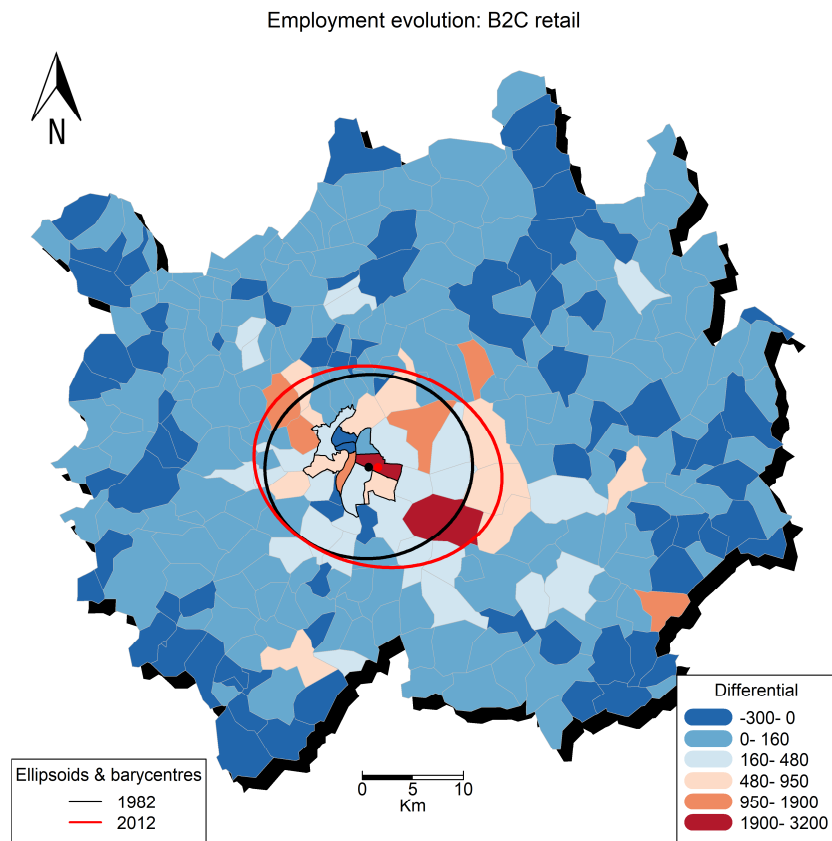 Employment evolution: B2C retail
N
Differential
-300- 0
0- 160
160- 480
480- 950
950- 1900
1900- 3200
Ellipsoids & barycentres
1982
2012
0 5 10
Km